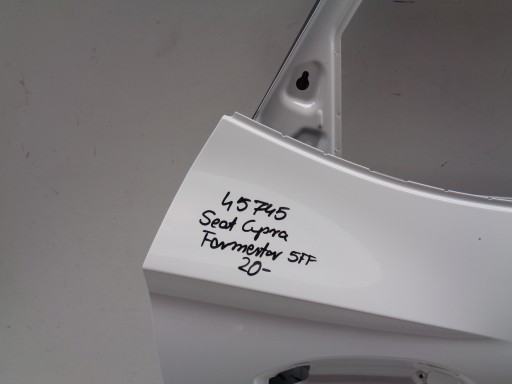 45745
Seat Cupra
Formentor 5FF
20-